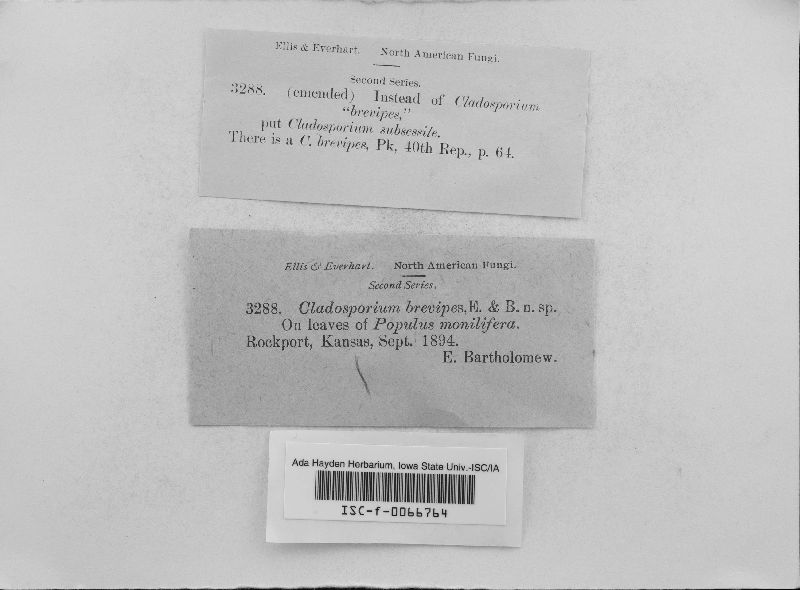 Ellis & Everhart. North American Fungi.
Second Series.
3288. (emended) Instead of Cladosporium
"brevipes,"
put Cladosporium subsessile.
There is a C. brevipes, Pk, 40th Rep., p. 64.
Ellis & Everhart. North American Fungi.
Second Series.
3288. Cladosporium brevipes, E. & B. n. sp.
On leaves of Populus monilifera.
Rockport, Kansas, Sept. 1894.
E. Bartholomew.
Ada Hayden Herbarium, Iowa State Univ.-ISC/IA
ISC-f-0066764